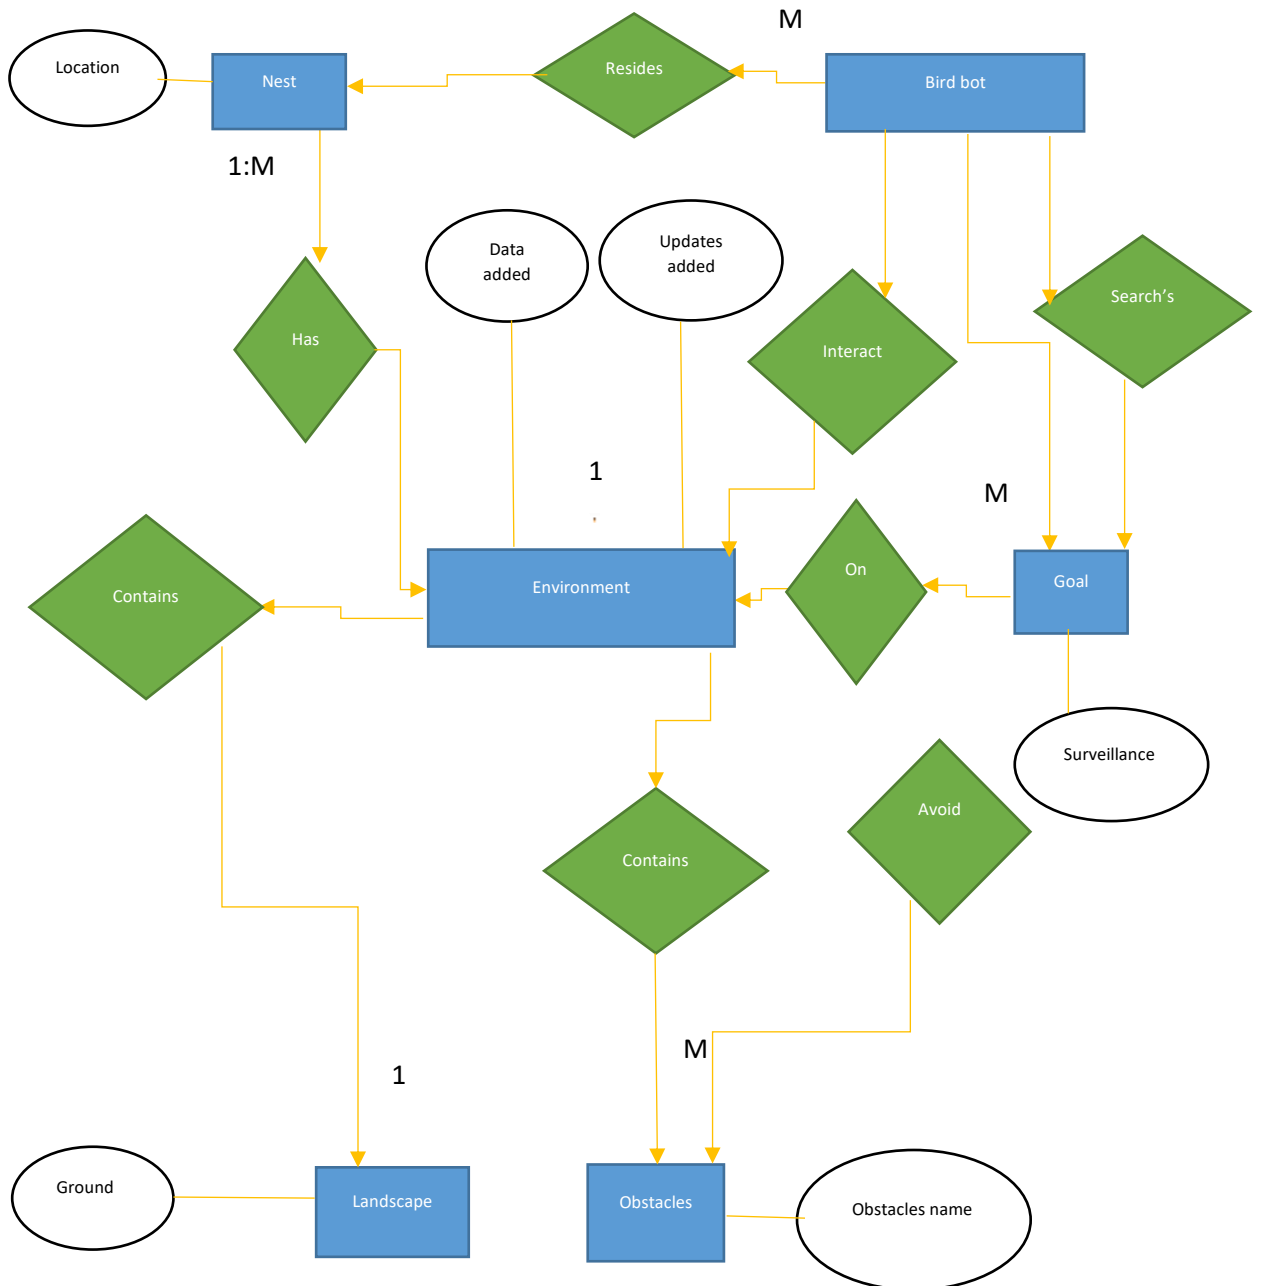 M
Location
Nest
Resides
Bird bot
1:M
Data
added
Updates
added
Search’s
Has
Interact
1
M
Contains
Environment
On
Goal
Surveillance
Avoid
Contains
M
1
Ground
Landscape
Obstacles
Obstacles name